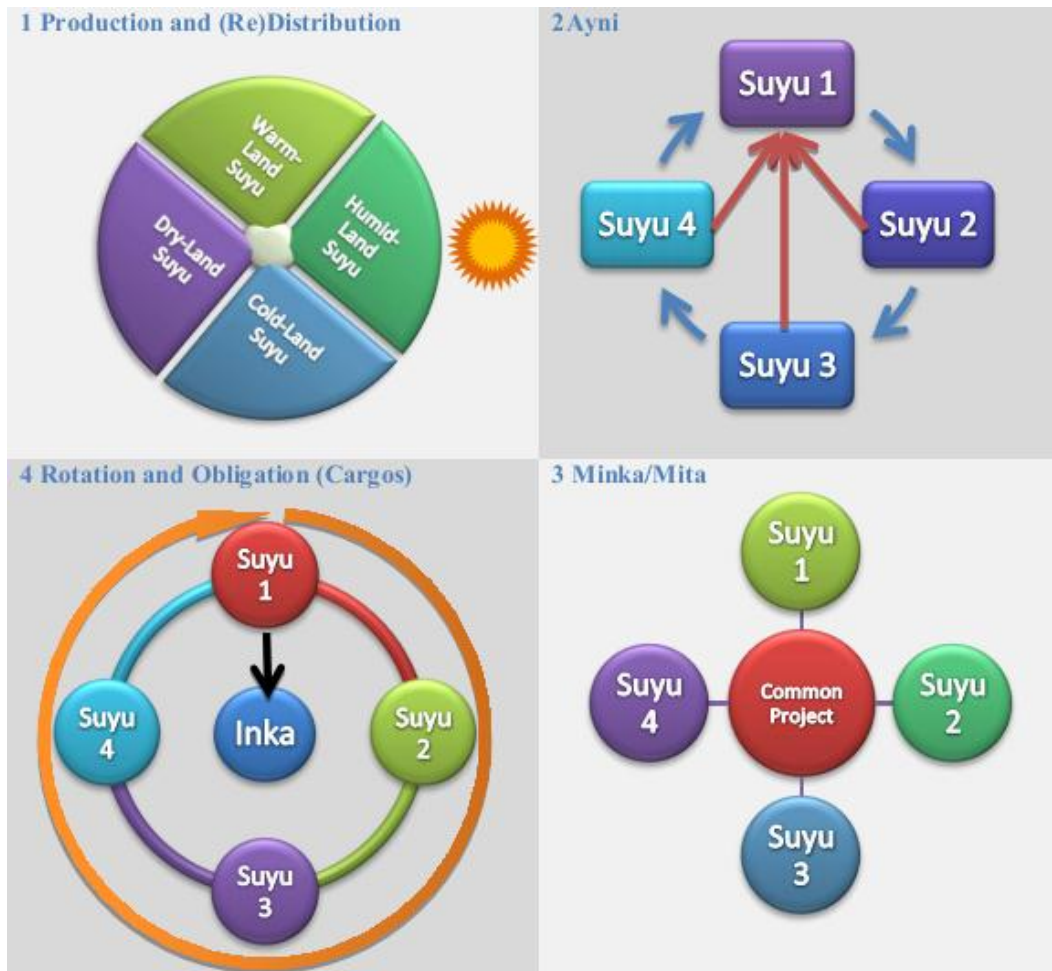 1 Production and (Re)Distribution
Warm-
Land
Suyu
Humid-
Land
Suyu
Dry-Land
Suyu
Cold-Land
Suyu
2 Ayni
Suyu 1
Suyu 4
Suyu 2
Suyu 3
4 Rotation and Obligation (Cargos)
Suyu
1
Suyu
4
Inka
Suyu
2
Suyu
3
3 Minka/Mita
Suyu
1
Suyu
4
Common
Project
Suyu
2
Suyu
3